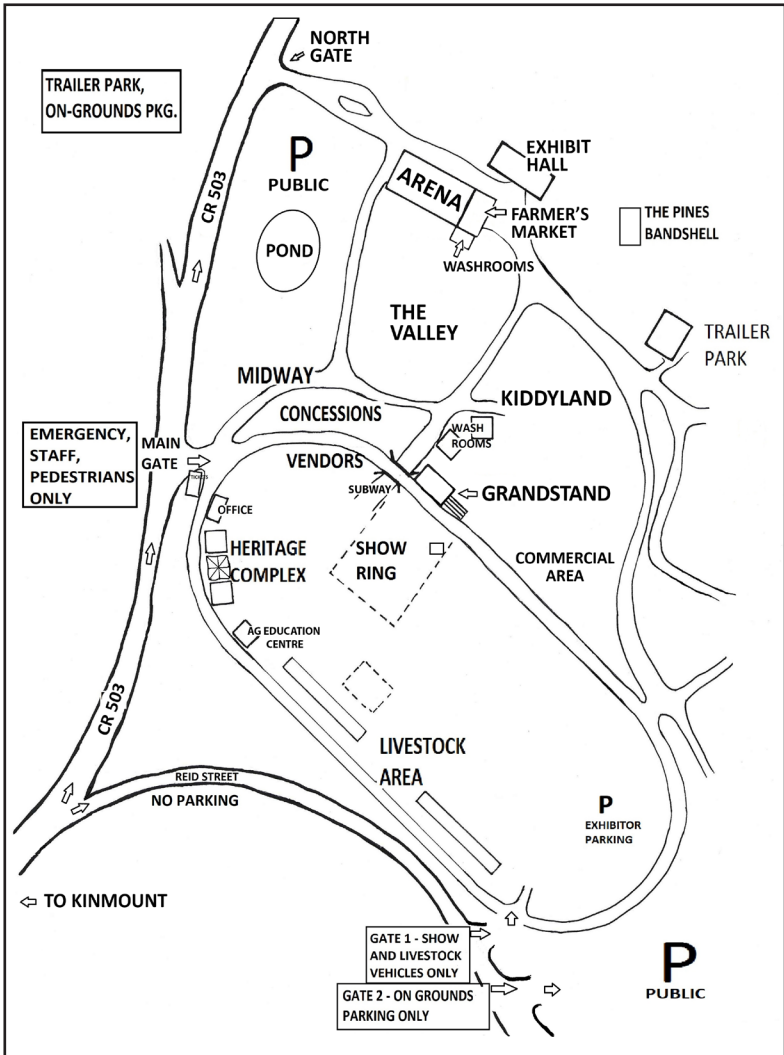 NORTH
GATE
TRAILER PARK,
ON-GROUNDS PKG.
P
PUBLIC
CR 503
POND
ARENA
EXHIBIT
HALL
FARMER'S
MARKET
WASHROOMS
THE PINES
BANDSHELL
THE
VALLEY
TRAILER
PARK
MIDWAY
CONCESSIONS
KIDDYLAND
WASH
ROOMS
EMERGENCY,
STAFF,
PEDESTRIANS
ONLY
MAIN
GATE
TICKETS
VENDORS
SUBWAY
GRANDSTAND
OFFICE
HERITAGE
COMPLEX
SHOW
RING
COMMERCIAL
AREA
AG EDUCATION
CENTRE
CR 503
LIVESTOCK
AREA
REID STREET
NO PARKING
P
EXHIBITOR
PARKING
TO KINMOUNT
GATE 1 - SHOW
AND LIVESTOCK
VEHICLES ONLY
GATE 2 - ON GROUNDS
PARKING ONLY
P
PUBLIC